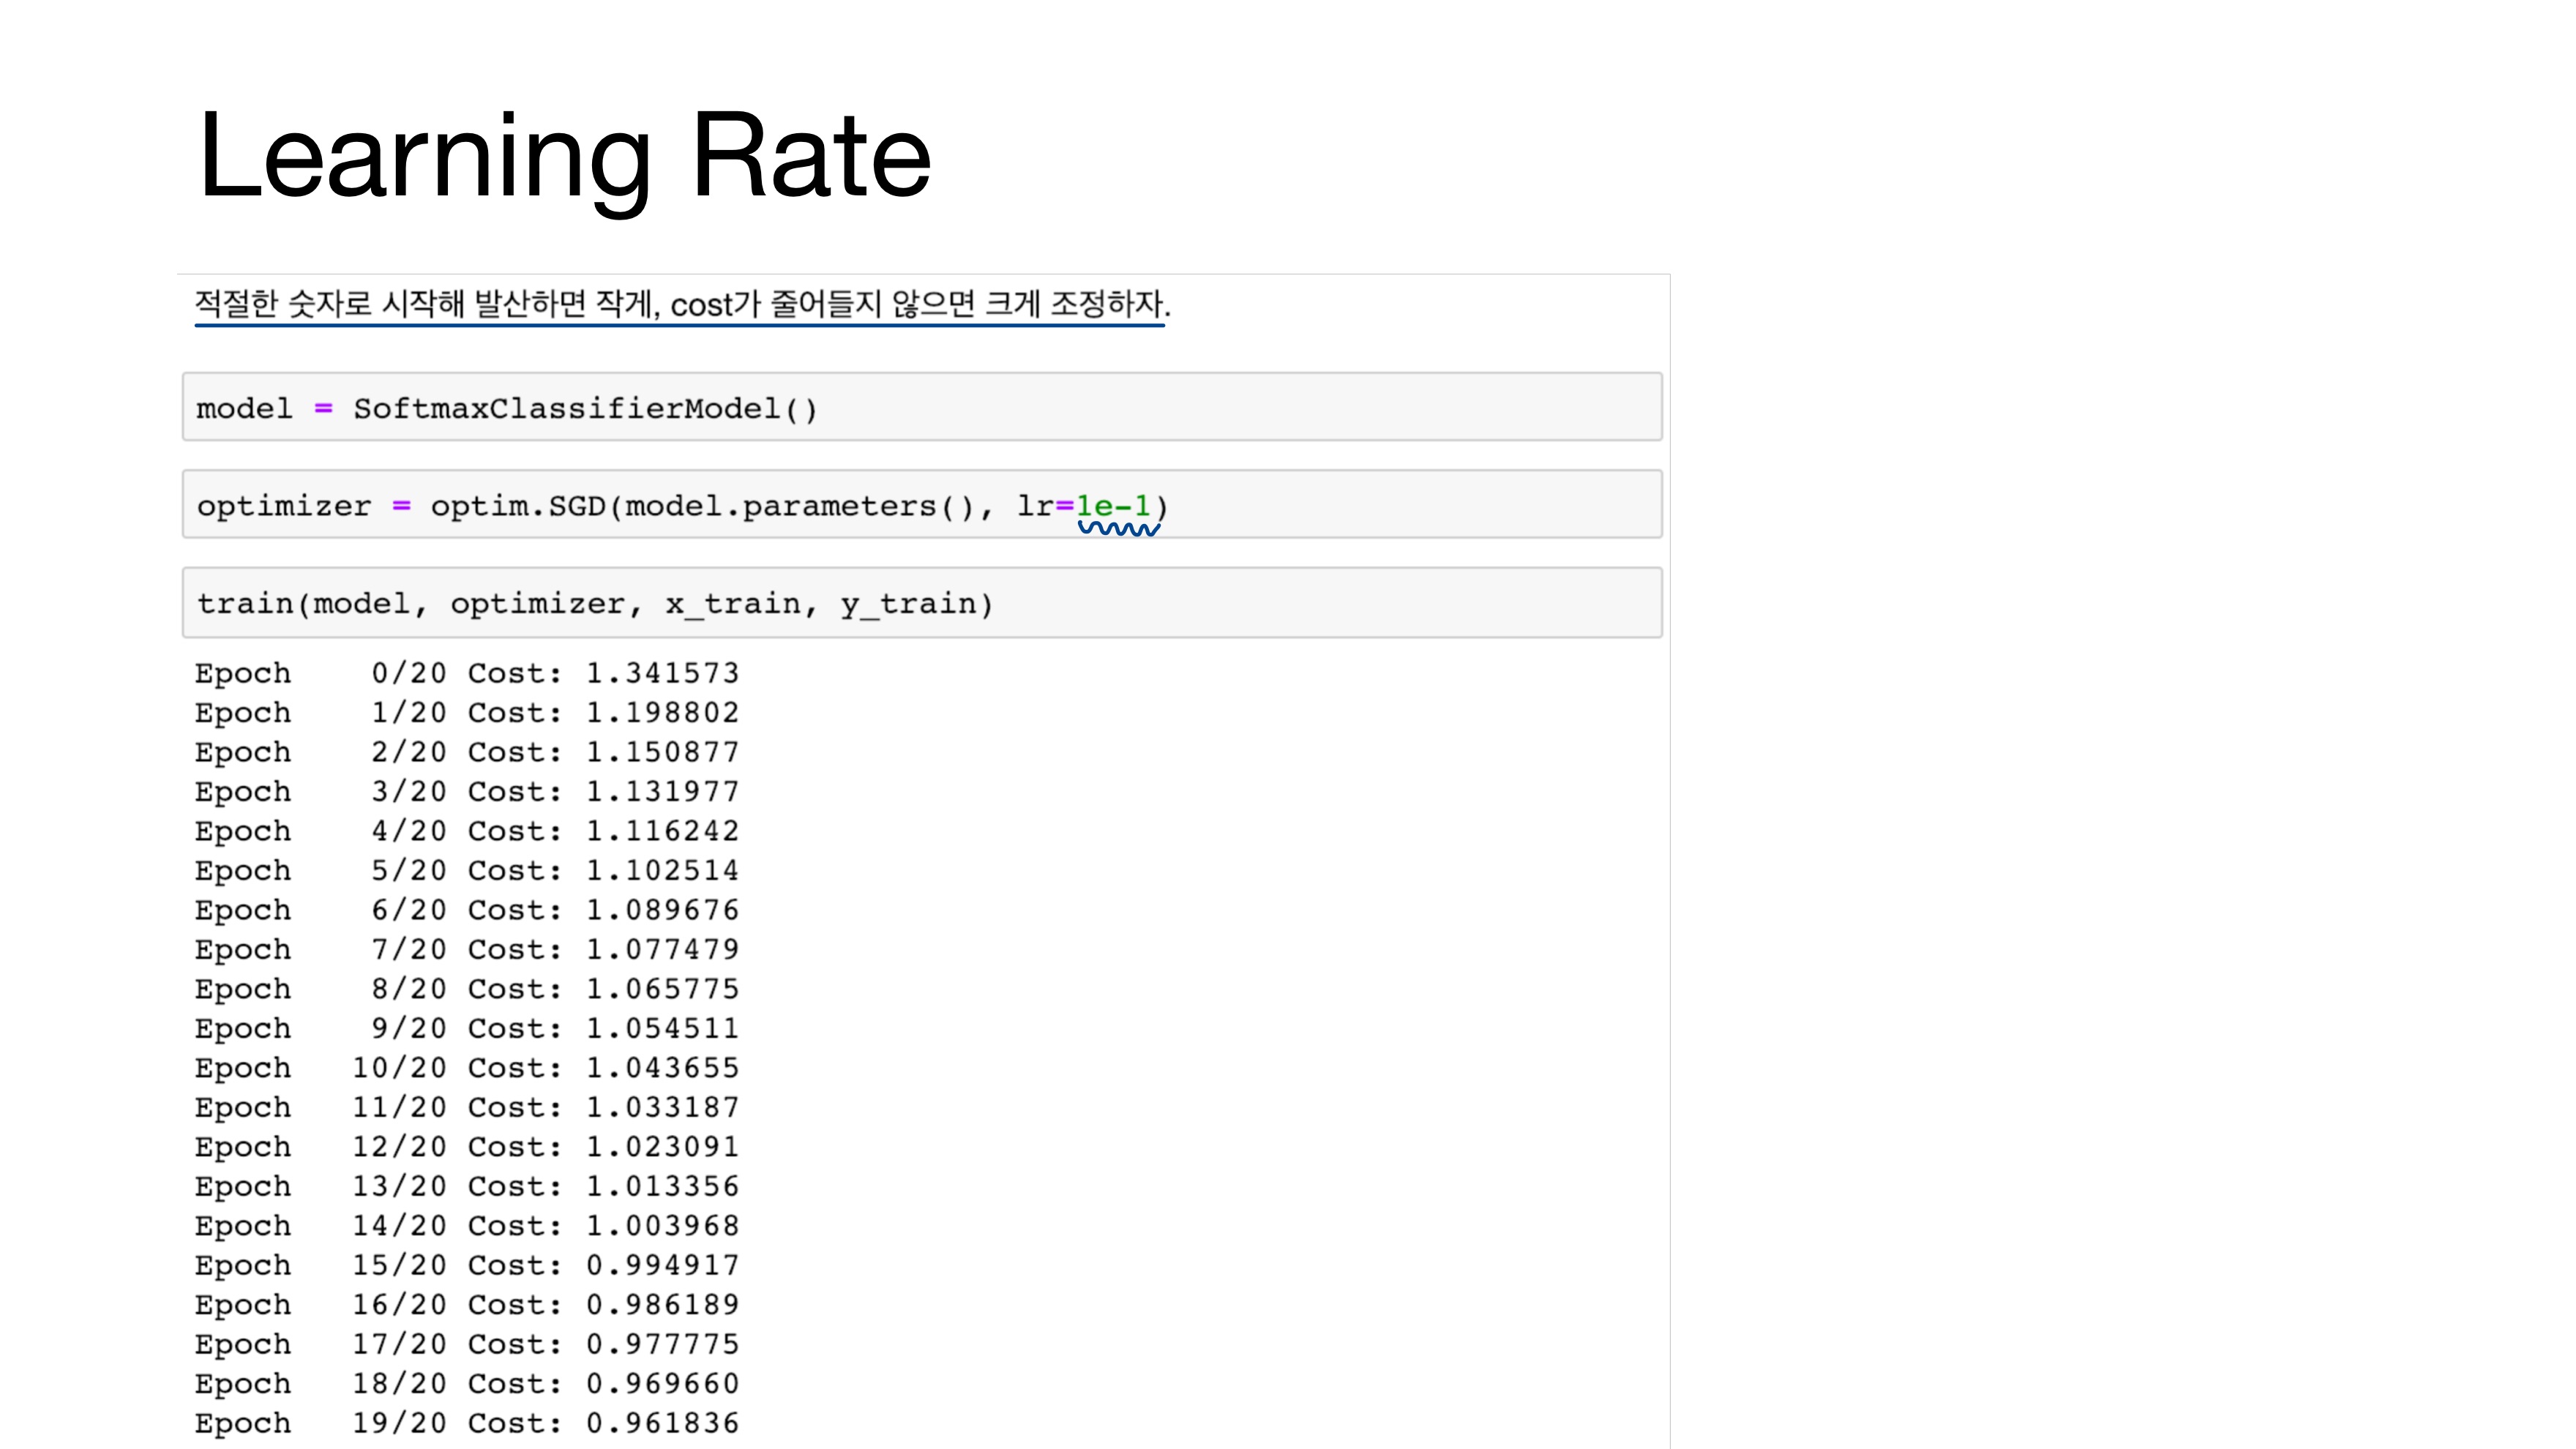 Learning Rate
적절한 숫자로 시작해 발산하면 작게, cost가 줄어들지 않으면 크게 조정하자.
model = SoftmaxClassifierModel()
optimizer = optim.SGD(model.parameters(), lr=1e-1)
train(model, optimizer, x_train, y_train)
Epoch    0/20 Cost: 1.341573
Epoch    1/20 Cost: 1.198802
Epoch    2/20 Cost: 1.150877
Epoch    3/20 Cost: 1.131977
Epoch    4/20 Cost: 1.116242
Epoch    5/20 Cost: 1.102514
Epoch    6/20 Cost: 1.089676
Epoch    7/20 Cost: 1.077479
Epoch    8/20 Cost: 1.065775
Epoch    9/20 Cost: 1.054511
Epoch   10/20 Cost: 1.043655
Epoch   11/20 Cost: 1.033187
Epoch   12/20 Cost: 1.023091
Epoch   13/20 Cost: 1.013356
Epoch   14/20 Cost: 1.003968
Epoch   15/20 Cost: 0.994917
Epoch   16/20 Cost: 0.986189
Epoch   17/20 Cost: 0.977775
Epoch   18/20 Cost: 0.969660
Epoch   19/20 Cost: 0.961836